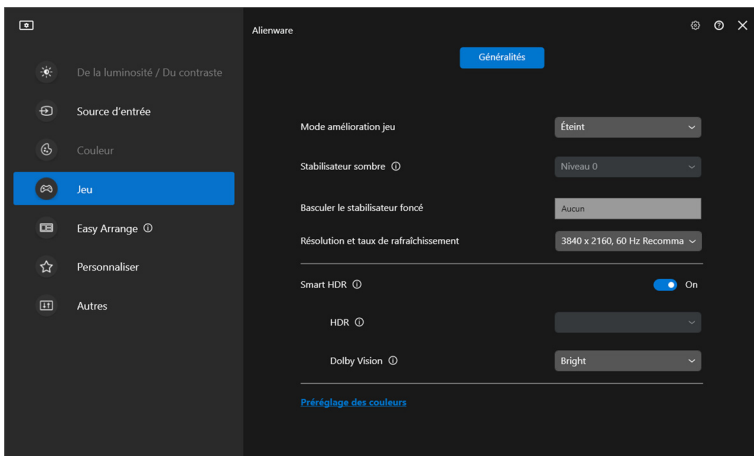 Alienware
Généralités
De la luminosité / Du contraste
Source d'entrée
Couleur
Jeu
Easy Arrange
Personnaliser
Autres
Mode amélioration jeu
Éteint
Stabilisateur sombre
Niveau 0
Basculer le stabilisateur foncé
Aucun
Résolution et taux de rafraîchissement
3840 x 2160, 60 Hz Recomma
Smart HDR
On
HDR
Dolby Vision
Bright
Préréglage des couleurs